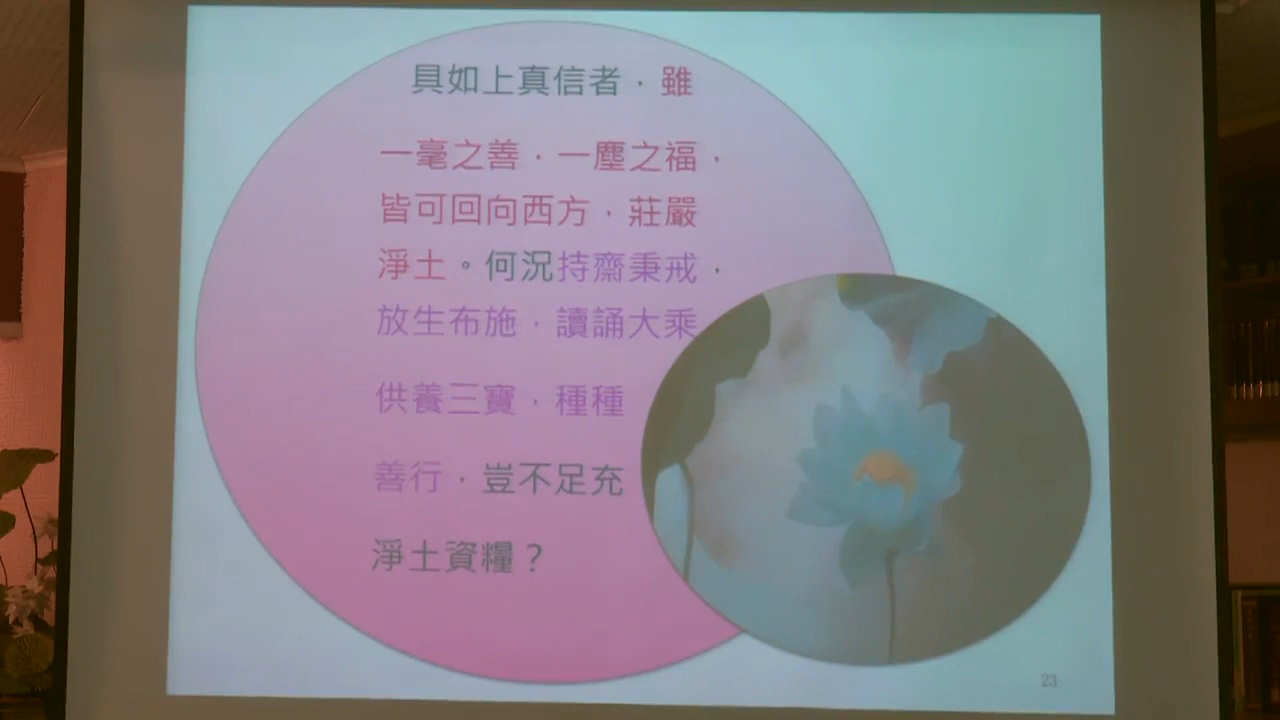 具如上真信者，雖
一毫之善，一塵之福，
皆可回向西方，莊嚴
淨土。何況持齋秉戒，
放生布施，讀誦大乘
供養三寶，種種
善行，豈不足充
淨土資糧？
23